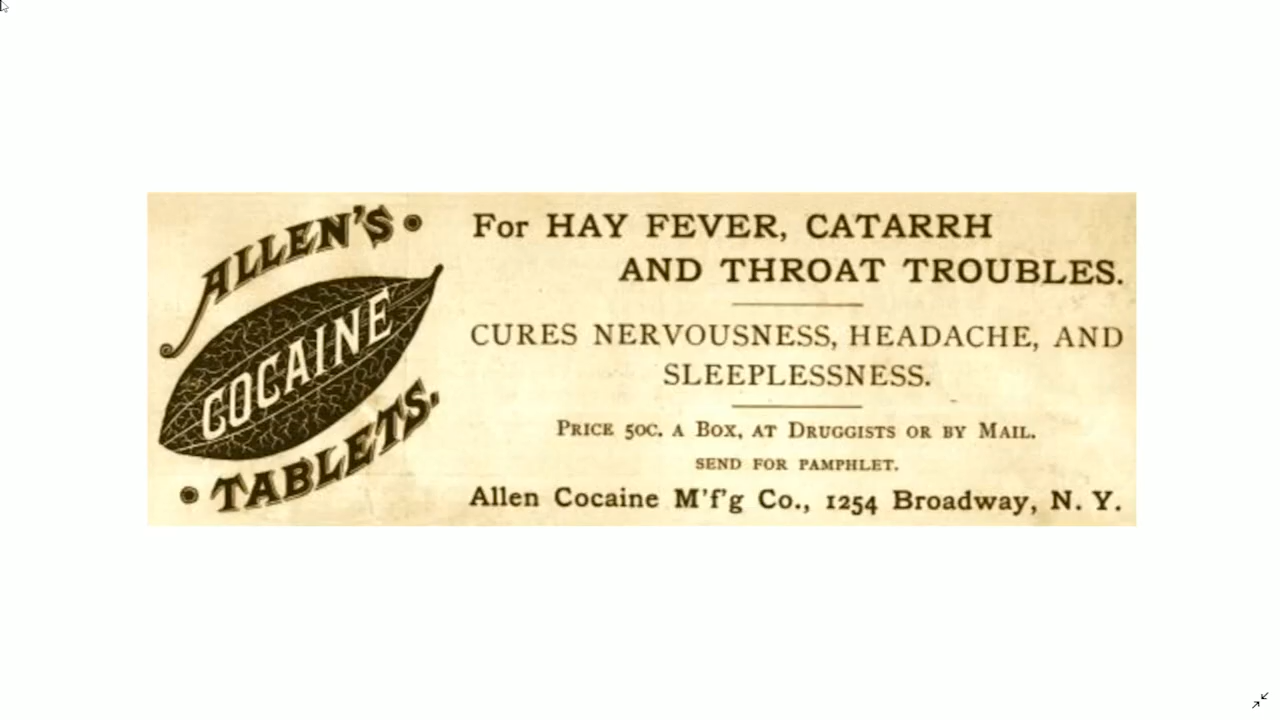 ALLEN'S
COCAINE
TABLETS.
For HAY FEVER, CATARRH
AND THROAT TROUBLES.
CURES NERVOUSNESS, HEADACHE, AND
SLEEPLESSNESS.
PRICE 50C. A BOX, AT DRUGGISTS OR BY MAIL.
SEND FOR PAMPHLET.
Allen Cocaine M'f'g Co., 1254 Broadway, N. Y.